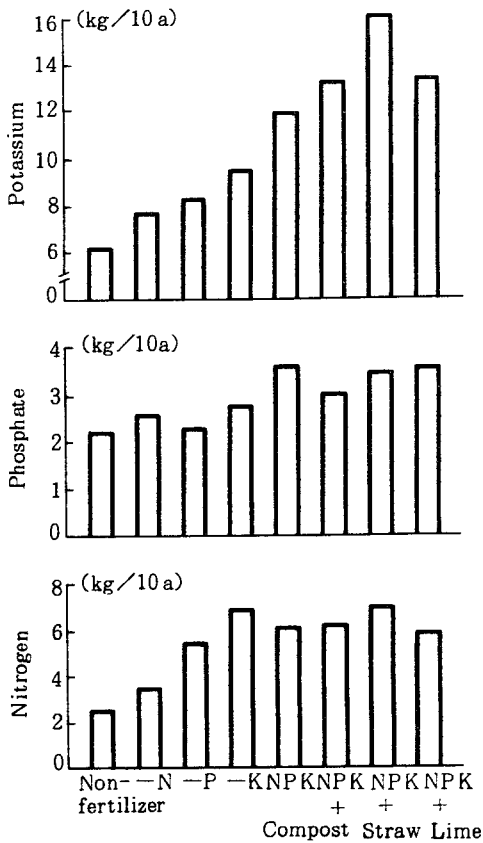 (kg/10 a)
Potassium
16
14
12
10
8
6
0
(kg/10a)
Phosphate
4
3
2
1
0
(kg/10 a)
Nitrogen
8
6
4
2
0
Non- —N —P —K NPK NPK NPK NPK
fertilizer + + +
Compost Straw Lime